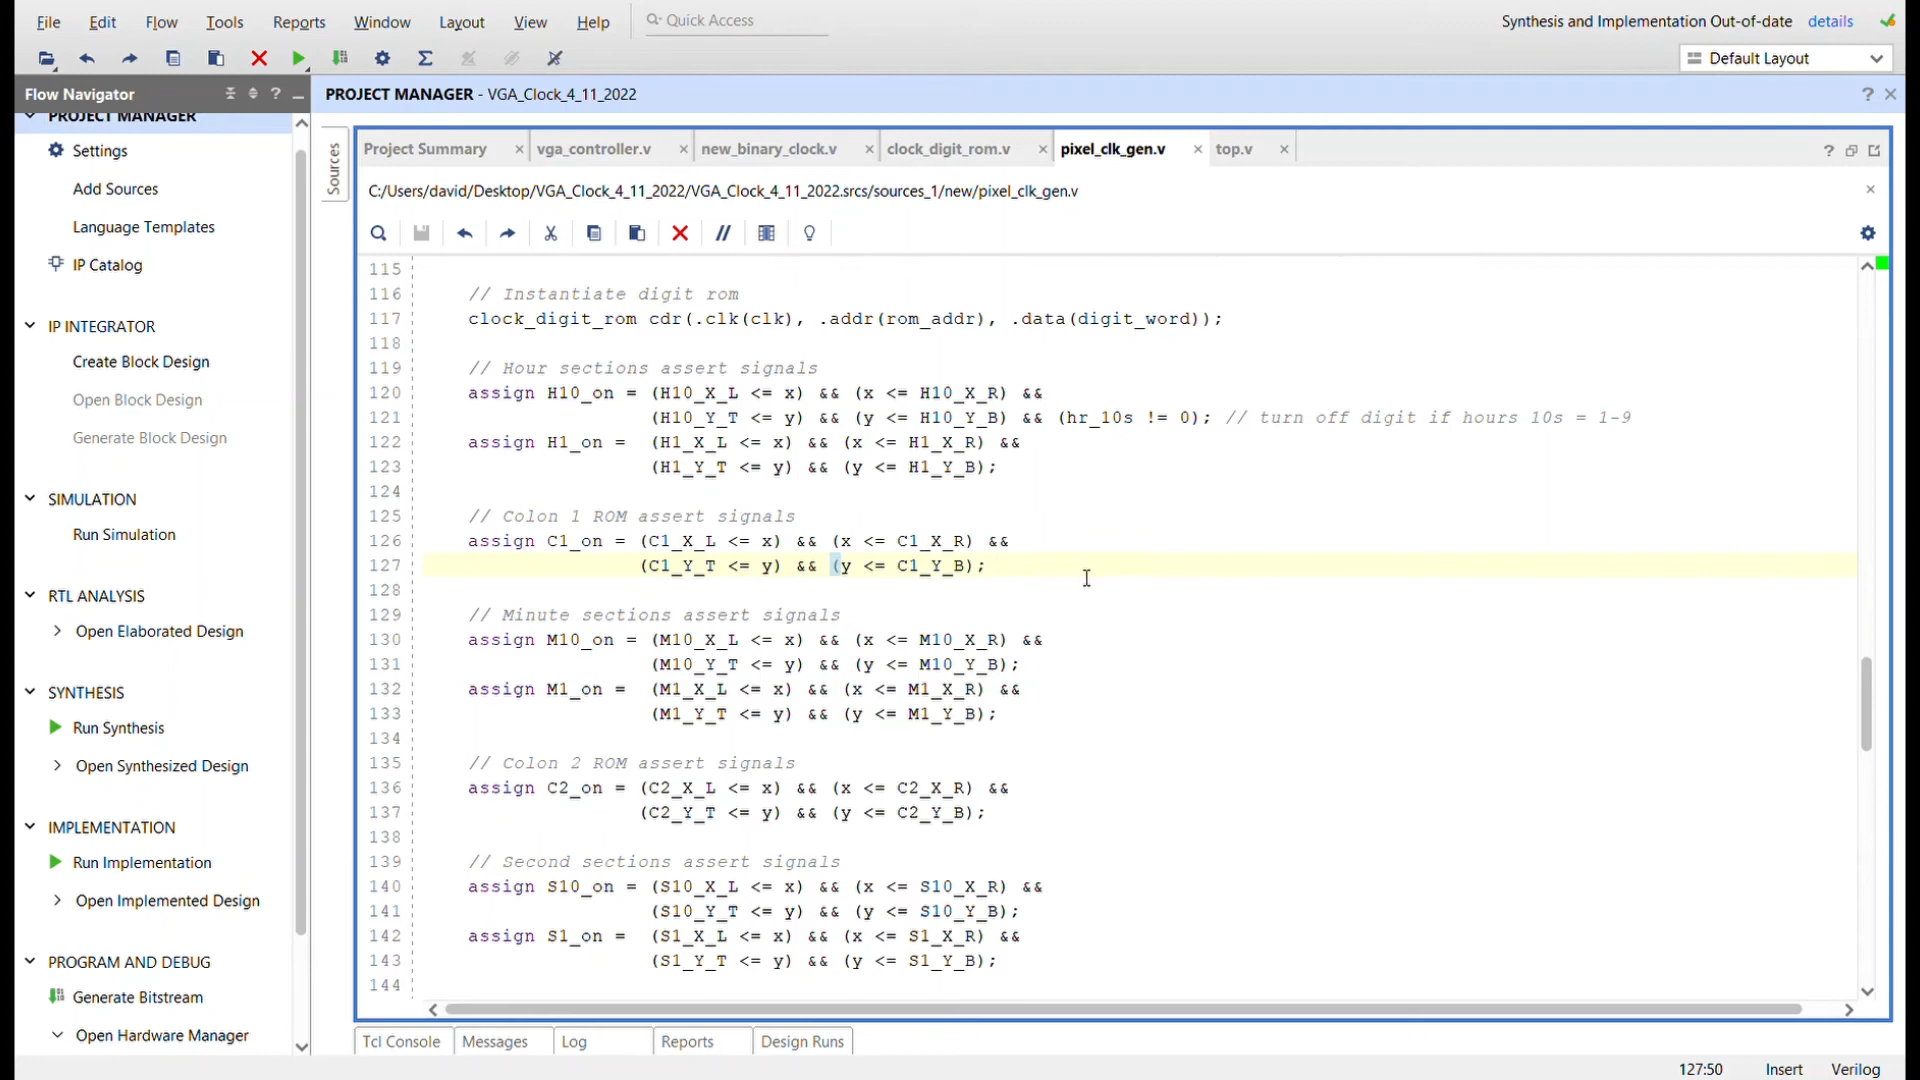 File Edit Flow Tools Reports Window Layout View Help Quick Access
Synthesis and Implementation Out-of-date details
Default Layout
Flow Navigator
PROJECT MANAGER - VGA_Clock_4_11_2022
PROJECT MANAGER
Settings
Add Sources
Language Templates
IP Catalog
IP INTEGRATOR
Create Block Design
Open Block Design
Generate Block Design
SIMULATION
Run Simulation
RTL ANALYSIS
Open Elaborated Design
SYNTHESIS
Run Synthesis
Open Synthesized Design
IMPLEMENTATION
Run Implementation
Open Implemented Design
PROGRAM AND DEBUG
Generate Bitstream
Open Hardware Manager
Sources
Project Summary vga_controller.v new_binary_clock.v clock_digit_rom.v pixel_clk_gen.v top.v
C:/Users/david/Desktop/VGA_Clock_4_11_2022/VGA_Clock_4_11_2022.srcs/sources_1/new/pixel_clk_gen.v
115
116 // Instantiate digit rom
117 clock_digit_rom cdr(.clk(clk), .addr(rom_addr), .data(digit_word));
118
119 // Hour sections assert signals
120 assign H10_on = (H10_X_L <= x) && (x <= H10_X_R) &&
121 (H10_Y_T <= y) && (y <= H10_Y_B) && (hr_10s != 0); // turn off digit if hours 10s = 1-9
122 assign H1_on = (H1_X_L <= x) && (x <= H1_X_R) &&
123 (H1_Y_T <= y) && (y <= H1_Y_B);
124
125 // Colon 1 ROM assert signals
126 assign C1_on = (C1_X_L <= x) && (x <= C1_X_R) &&
127 (C1_Y_T <= y) && (y <= C1_Y_B);
128
129 // Minute sections assert signals
130 assign M10_on = (M10_X_L <= x) && (x <= M10_X_R) &&
131 (M10_Y_T <= y) && (y <= M10_Y_B);
132 assign M1_on = (M1_X_L <= x) && (x <= M1_X_R) &&
133 (M1_Y_T <= y) && (y <= M1_Y_B);
134
135 // Colon 2 ROM assert signals
136 assign C2_on = (C2_X_L <= x) && (x <= C2_X_R) &&
137 (C2_Y_T <= y) && (y <= C2_Y_B);
138
139 // Second sections assert signals
140 assign S10_on = (S10_X_L <= x) && (x <= S10_X_R) &&
141 (S10_Y_T <= y) && (y <= S10_Y_B);
142 assign S1_on = (S1_X_L <= x) && (x <= S1_X_R) &&
143 (S1_Y_T <= y) && (y <= S1_Y_B);
144
Tcl Console Messages Log Reports Design Runs
127:50 Insert Verilog